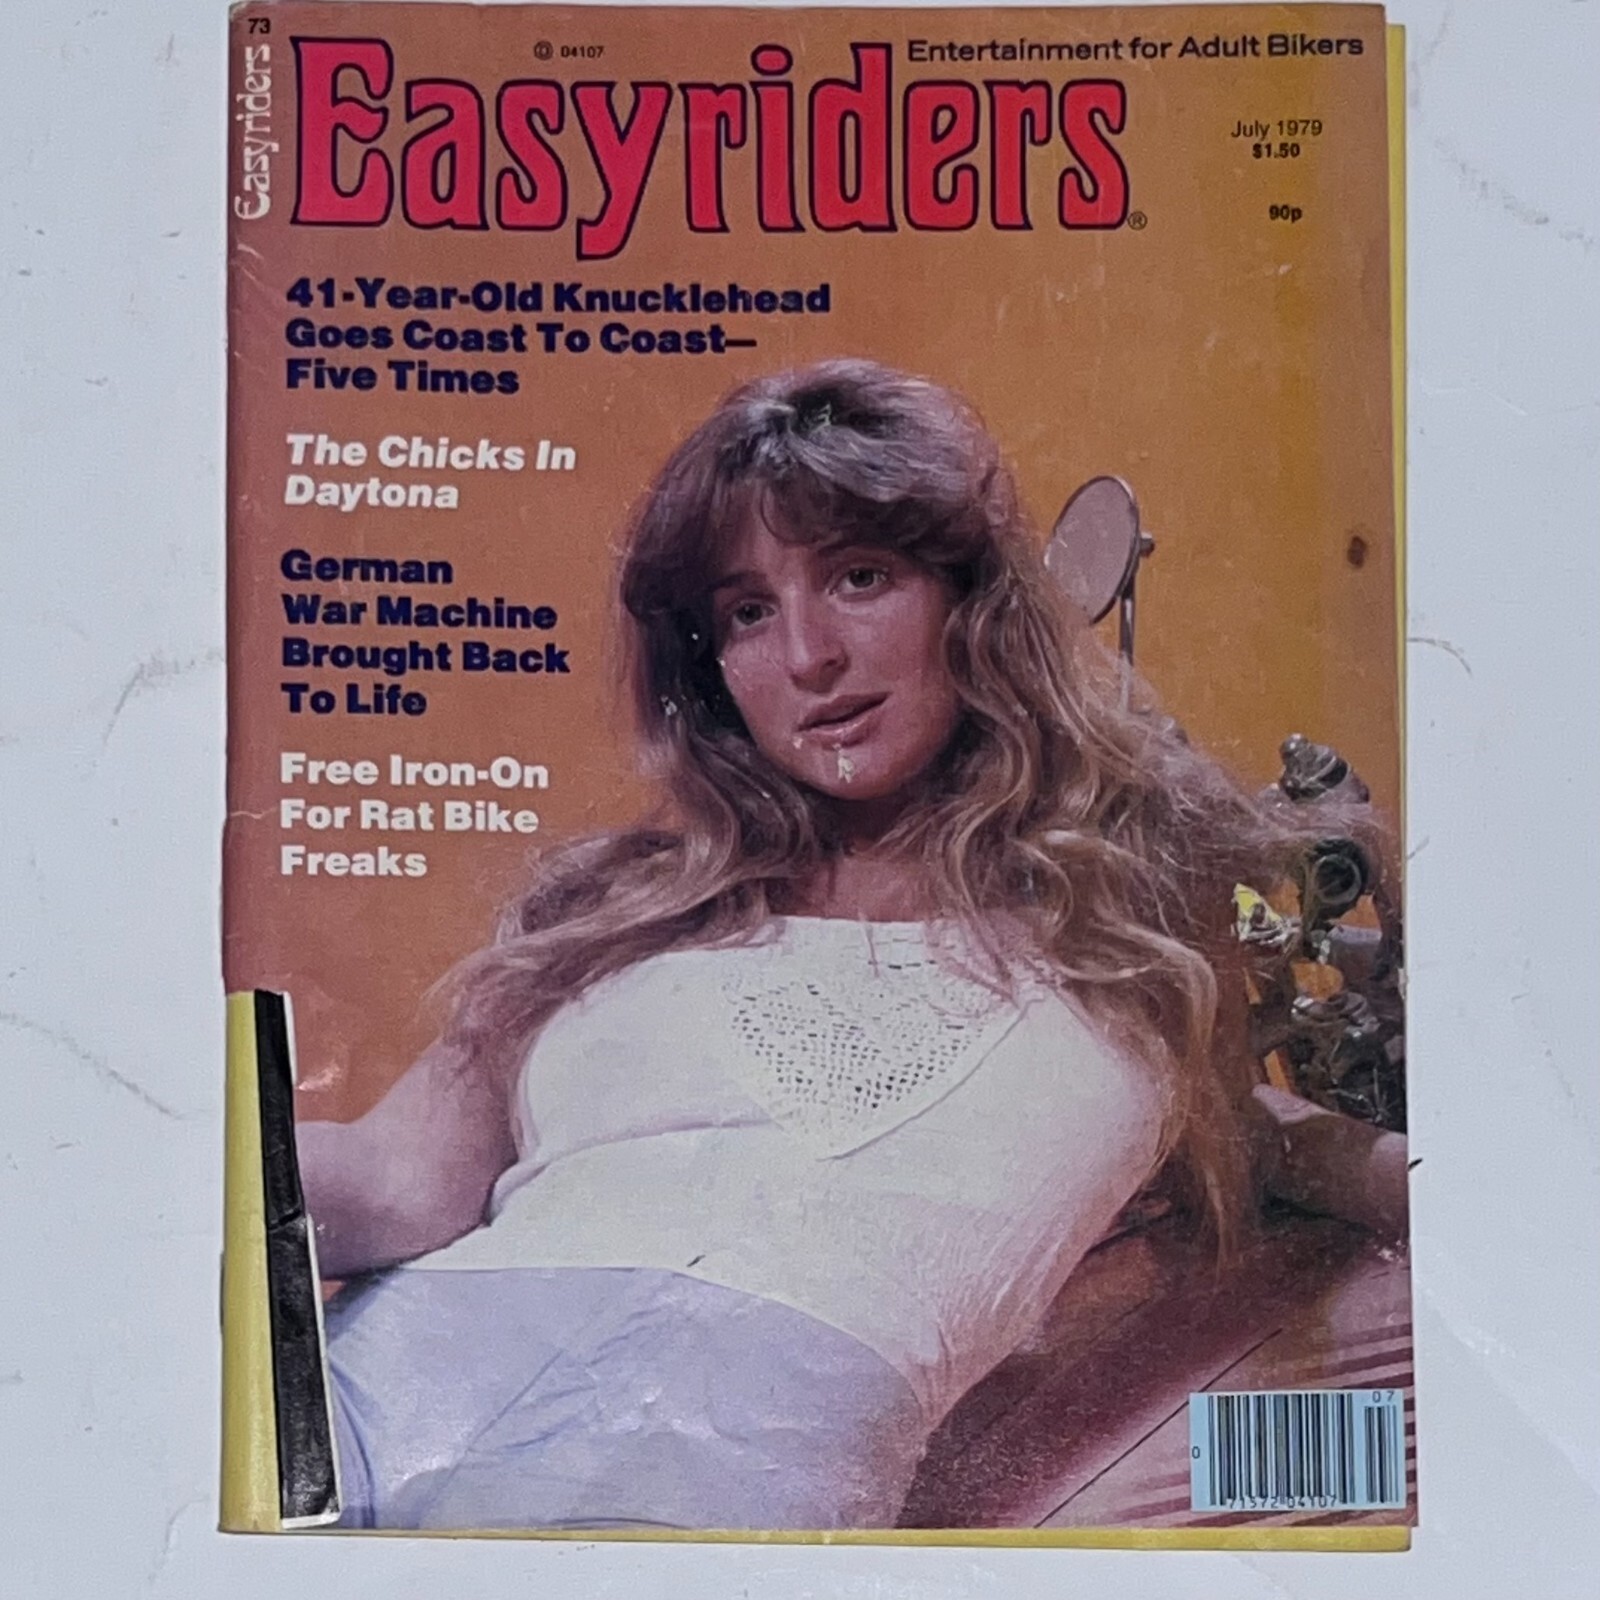 73
Easyriders
Ⓓ 04107
Entertainment for Adult Bikers
Easyriders®
July 1979
$1.50
90p
41-Year-Old Knucklehead
Goes Coast To Coast—
Five Times
The Chicks In
Daytona
German
War Machine
Brought Back
To Life
Free Iron-On
For Rat Bike
Freaks
07
0
71572 04107